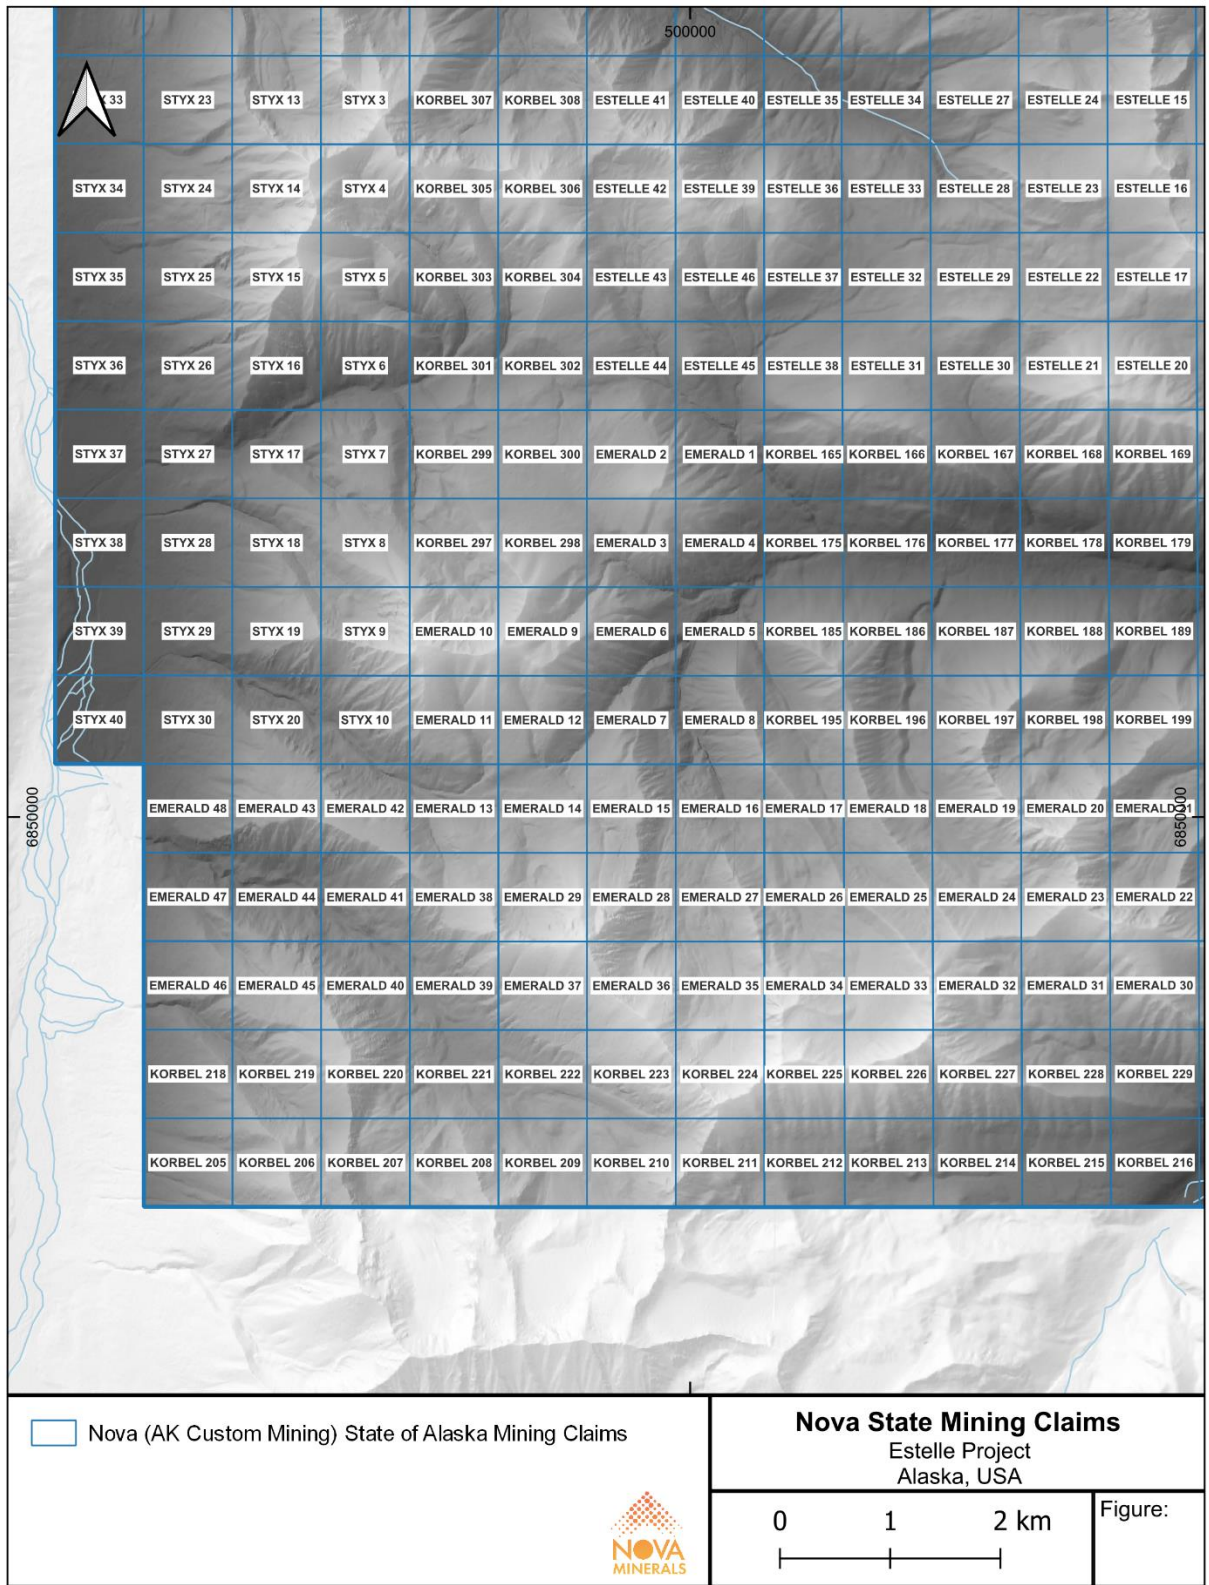 500000
X 33 STYX 23 STYX 13 STYX 3 KORBEL 307 KORBEL 308 ESTELLE 41 ESTELLE 40 ESTELLE 35 ESTELLE 34 ESTELLE 27 ESTELLE 24 ESTELLE 15
STYX 34 STYX 24 STYX 14 STYX 4 KORBEL 305 KORBEL 306 ESTELLE 42 ESTELLE 39 ESTELLE 36 ESTELLE 33 ESTELLE 28 ESTELLE 23 ESTELLE 16
STYX 35 STYX 25 STYX 15 STYX 5 KORBEL 303 KORBEL 304 ESTELLE 43 ESTELLE 46 ESTELLE 37 ESTELLE 32 ESTELLE 29 ESTELLE 22 ESTELLE 17
STYX 36 STYX 26 STYX 16 STYX 6 KORBEL 301 KORBEL 302 ESTELLE 44 ESTELLE 45 ESTELLE 38 ESTELLE 31 ESTELLE 30 ESTELLE 21 ESTELLE 20
STYX 37 STYX 27 STYX 17 STYX 7 KORBEL 299 KORBEL 300 EMERALD 2 EMERALD 1 KORBEL 165 KORBEL 166 KORBEL 167 KORBEL 168 KORBEL 169
STYX 38 STYX 28 STYX 18 STYX 8 KORBEL 297 KORBEL 298 EMERALD 3 EMERALD 4 KORBEL 175 KORBEL 176 KORBEL 177 KORBEL 178 KORBEL 179
STYX 39 STYX 29 STYX 19 STYX 9 EMERALD 10 EMERALD 9 EMERALD 6 EMERALD 5 KORBEL 185 KORBEL 186 KORBEL 187 KORBEL 188 KORBEL 189
STYX 40 STYX 30 STYX 20 STYX 10 EMERALD 11 EMERALD 12 EMERALD 7 EMERALD 8 KORBEL 195 KORBEL 196 KORBEL 197 KORBEL 198 KORBEL 199
EMERALD 48 EMERALD 43 EMERALD 42 EMERALD 13 EMERALD 14 EMERALD 15 EMERALD 16 EMERALD 17 EMERALD 18 EMERALD 19 EMERALD 20 EMERALD 21
6850000 6850000
EMERALD 47 EMERALD 44 EMERALD 41 EMERALD 38 EMERALD 29 EMERALD 28 EMERALD 27 EMERALD 26 EMERALD 25 EMERALD 24 EMERALD 23 EMERALD 22
EMERALD 46 EMERALD 45 EMERALD 40 EMERALD 39 EMERALD 37 EMERALD 36 EMERALD 35 EMERALD 34 EMERALD 33 EMERALD 32 EMERALD 31 EMERALD 30
KORBEL 218 KORBEL 219 KORBEL 220 KORBEL 221 KORBEL 222 KORBEL 223 KORBEL 224 KORBEL 225 KORBEL 226 KORBEL 227 KORBEL 228 KORBEL 229
KORBEL 205 KORBEL 206 KORBEL 207 KORBEL 208 KORBEL 209 KORBEL 210 KORBEL 211 KORBEL 212 KORBEL 213 KORBEL 214 KORBEL 215 KORBEL 216
Nova (AK Custom Mining) State of Alaska Mining Claims
NOVA
MINERALS
Nova State Mining Claims
Estelle Project
Alaska, USA
0 1 2 km
Figure: